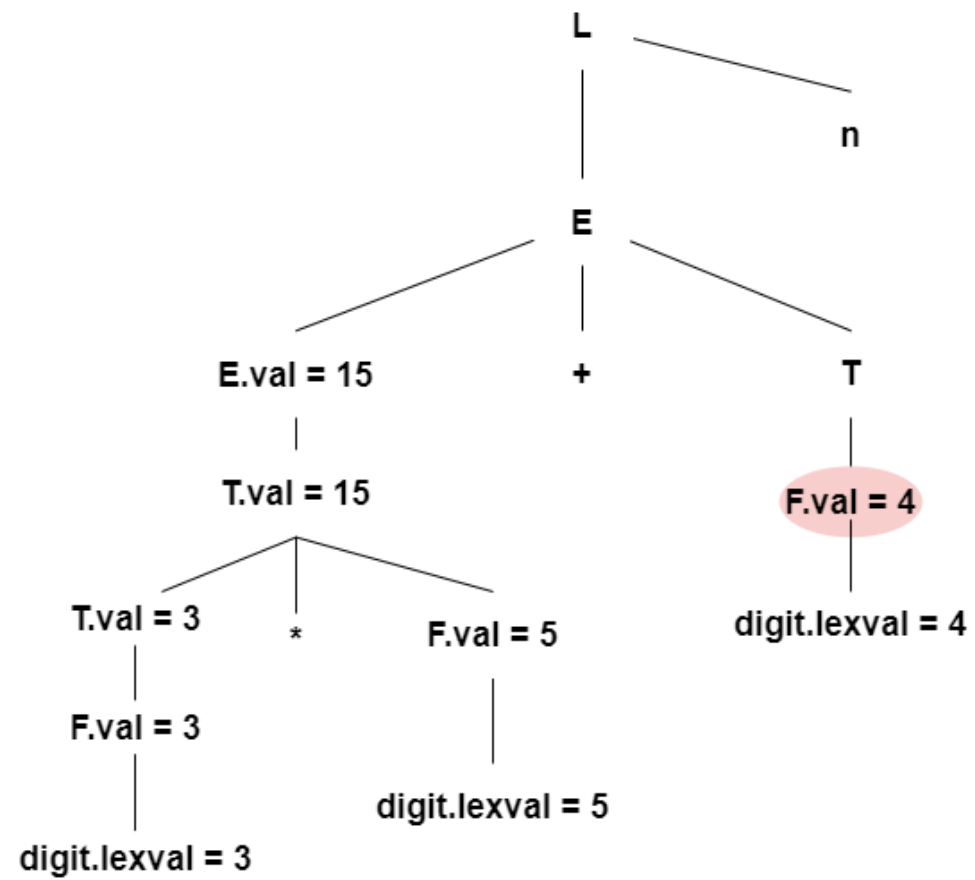 L
n
E
E.val = 15
+
T
T.val = 15
F.val = 4
T.val = 3
*
F.val = 5
digit.lexval = 4
F.val = 3
digit.lexval = 5
digit.lexval = 3